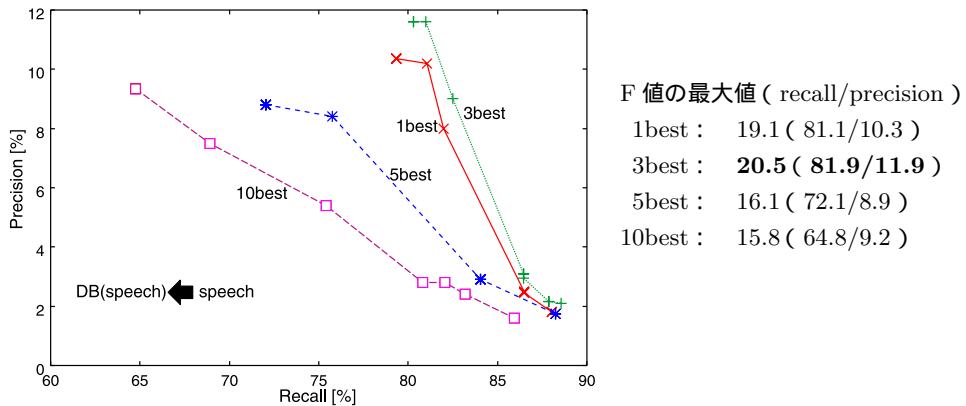 12
10
8
6
4
2
0
Precision [%]
60 65 70 75 80 85 90
Recall [%]
3best
1best
5best
10best
DB(speech) speech
F 値の最大値 ( recall/precision )
1best : 19.1 ( 81.1/10.3 )
3best : 20.5 ( 81.9/11.9 )
5best : 16.1 ( 72.1/8.9 )
10best : 15.8 ( 64.8/9.2 )